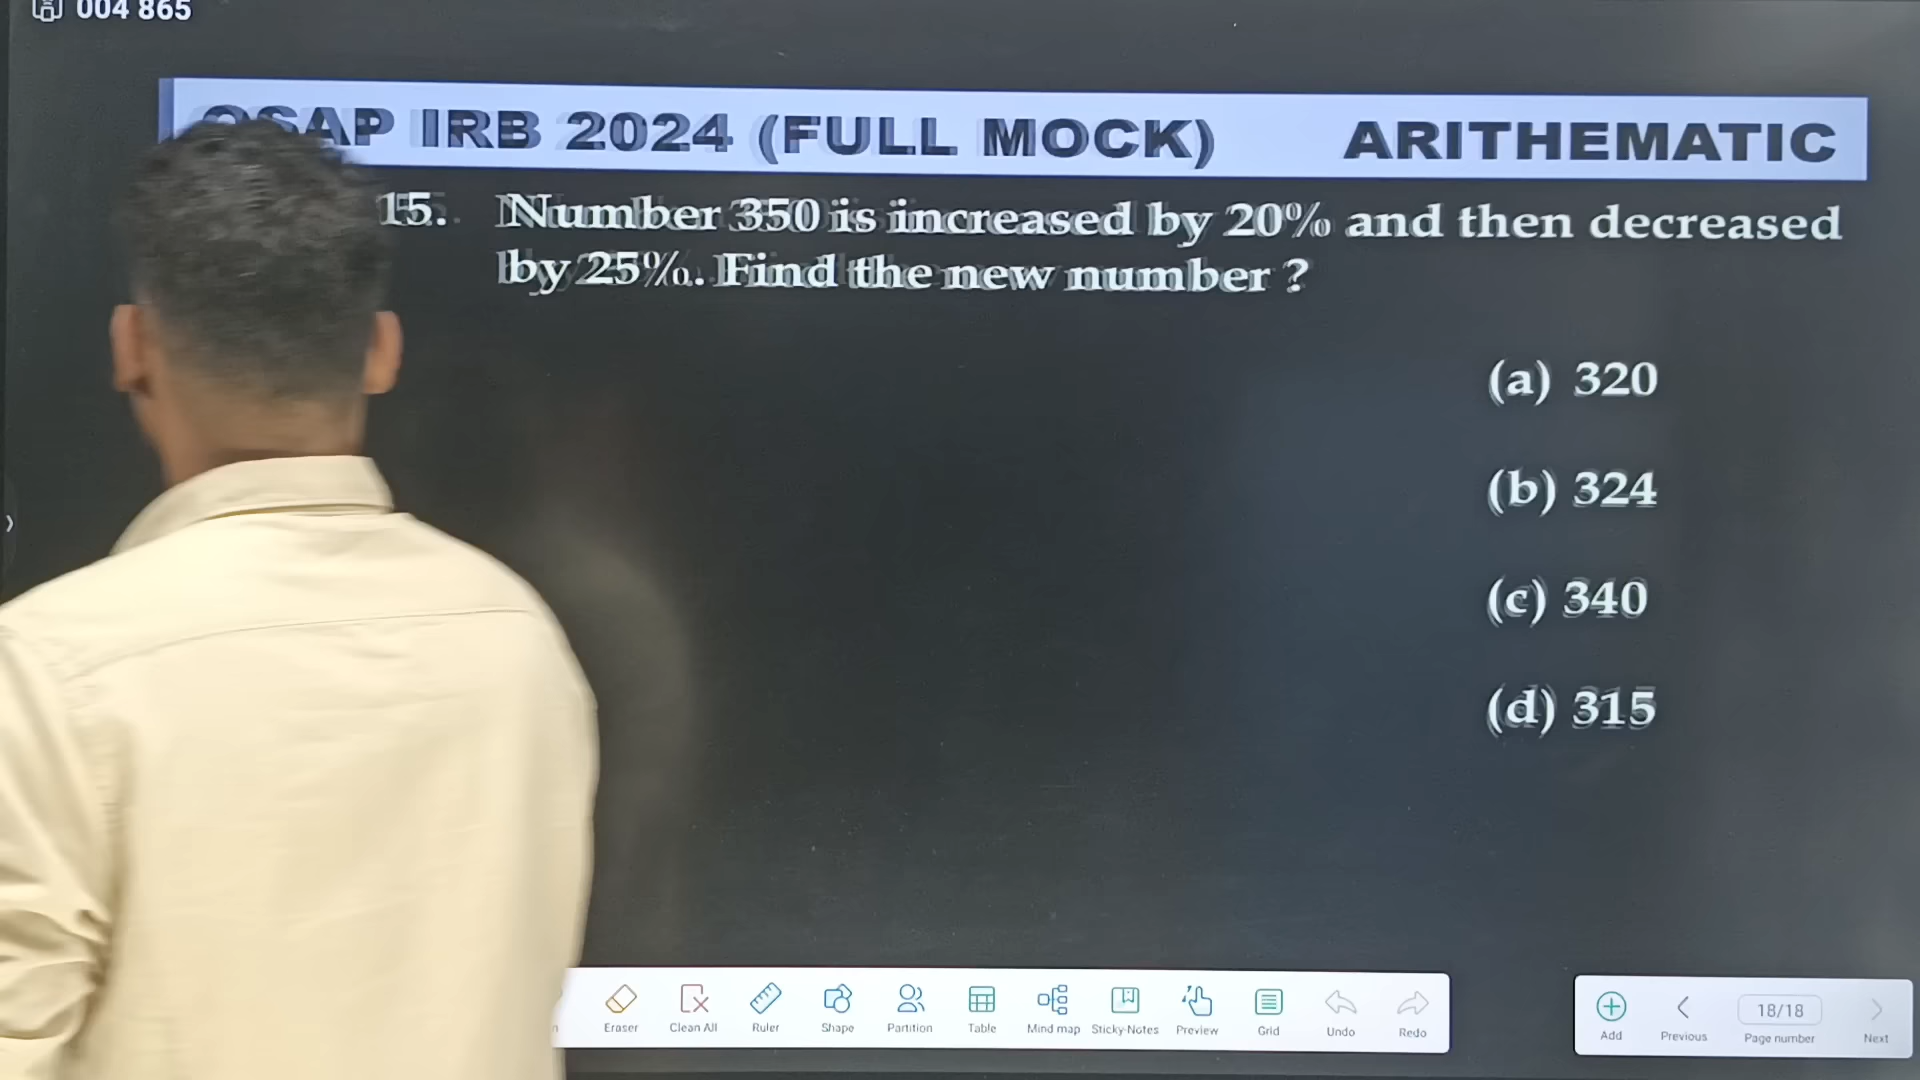 004 865
OSAP IRB 2024 (FULL MOCK) ARITHEMATIC
15. Number 350 is increased by 20% and then decreased
by 25%. Find the new number ?
(a) 320
(b) 324
(c) 340
(d) 315
Eraser Clean All Ruler Shape Partition Table Mind map Sticky-Notes Preview Grid Undo Redo
18/18
Add Previous Page number Next